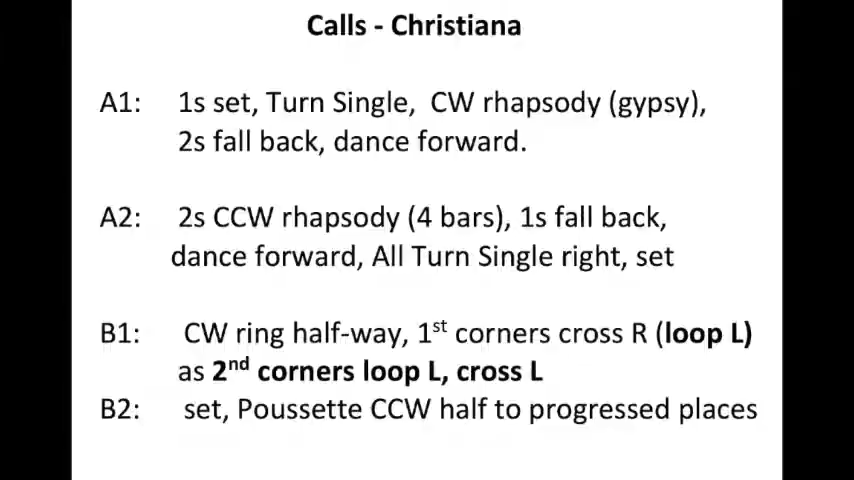 Calls - Christiana
A1: 1s set, Turn Single, CW rhapsody (gypsy),
2s fall back, dance forward.
A2: 2s CCW rhapsody (4 bars), 1s fall back,
dance forward, All Turn Single right, set
B1: CW ring half-way, 1st corners cross R (loop L)
as 2nd corners loop L, cross L
B2: set, Poussette CCW half to progressed places